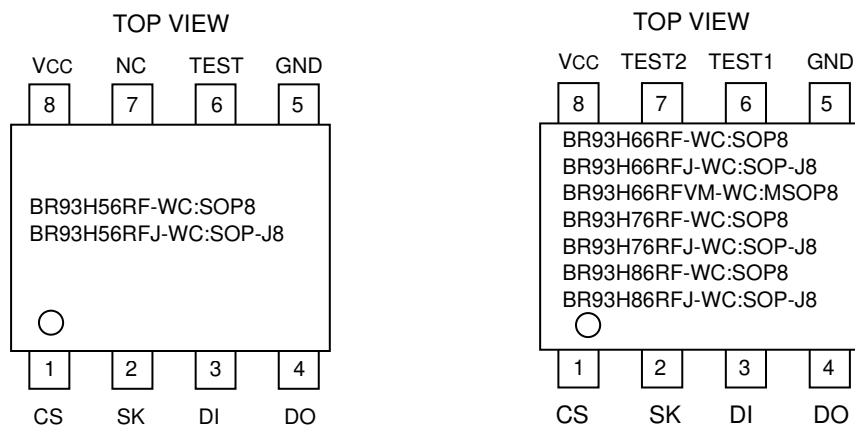 TOP VIEW
VCC NC TEST GND
8 7 6 5
BR93H56RF-WC:SOP8
BR93H56RFJ-WC:SOP-J8
1 2 3 4
CS SK DI DO
TOP VIEW
VCC TEST2 TEST1 GND
8 7 6 5
BR93H66RF-WC:SOP8
BR93H66RFJ-WC:SOP-J8
BR93H66RFVM-WC:MSOP8
BR93H76RF-WC:SOP8
BR93H76RFJ-WC:SOP-J8
BR93H86RF-WC:SOP8
BR93H86RFJ-WC:SOP-J8
1 2 3 4
CS SK DI DO